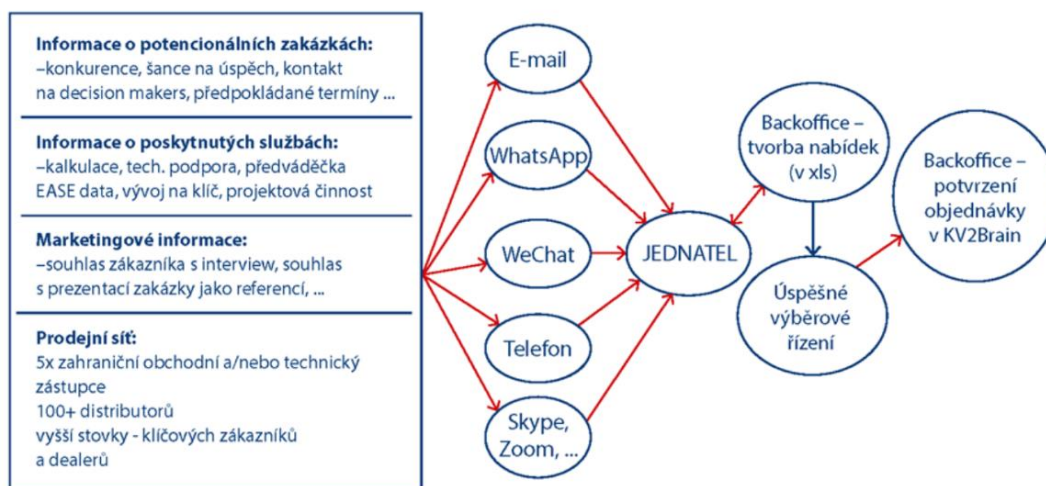 Informace o potencionálních zakázkách:
–konkurence, šance na úspěch, kontakt
na decision makers, předpokládané termíny ...
Informace o poskytnutých službách:
–kalkulace, tech. podpora, předváděčka
EASE data, vývoj na klíč, projektová činnost
Marketingové informace:
–souhlas zákazníka s interview, souhlas
s prezentací zakázky jako referencí, ...
Prodejní síť:
5x zahraniční obchodní a/nebo technický
zástupce
100+ distributorů
vyšší stovky - klíčových zákazníků
a dealerů
E-mail
WhatsApp
WeChat
Telefon
Skype,
Zoom, ...
JEDNATEL
Backoffice –
tvorba nabídek
(v xls)
Úspěšné
výběrové
řízení
Backoffice –
potvrzení
objednávky
v KV2Brain